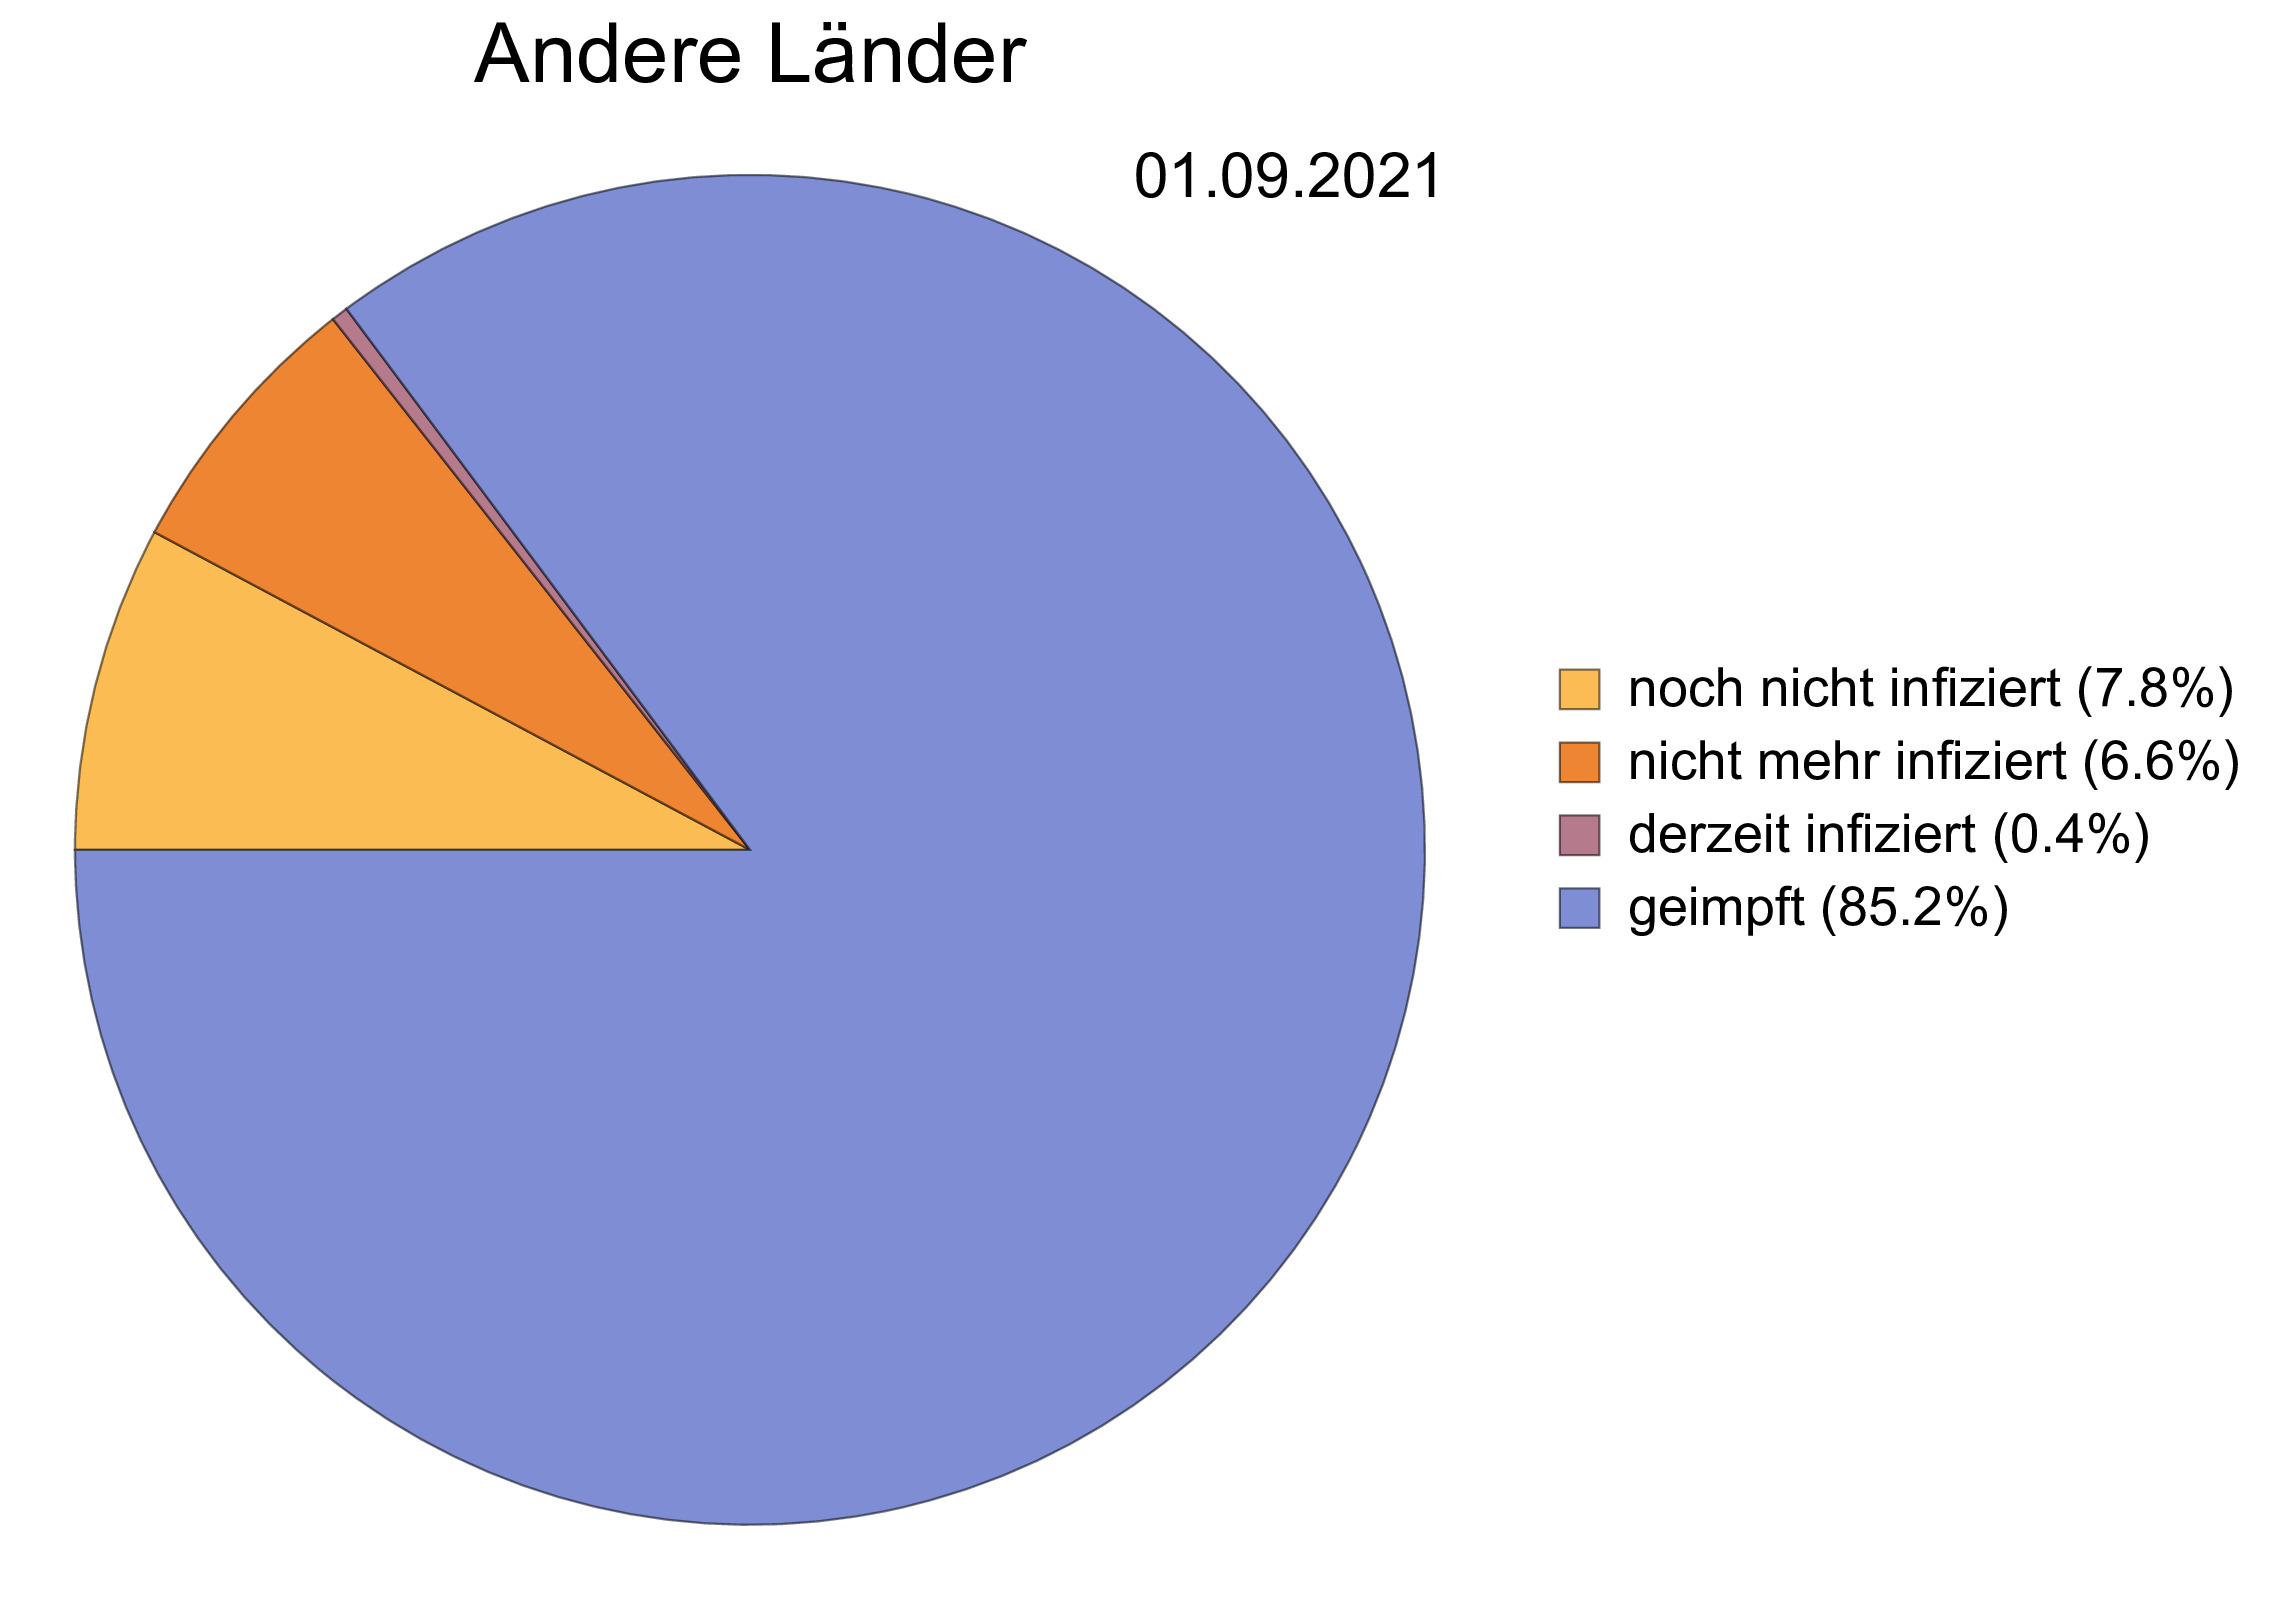 Andere Länder
01.09.2021
noch nicht infiziert (7.8%)
nicht mehr infiziert (6.6%)
derzeit infiziert (0.4%)
geimpft (85.2%)